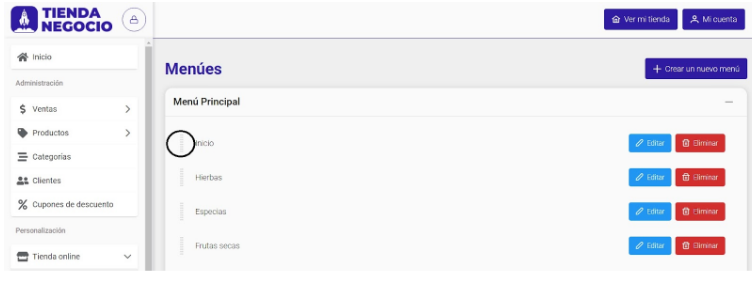 TIENDA
NEGOCIO
Ver mi tienda
Mi cuenta
Inicio
Administración
Ventas
Productos
Categorías
Clientes
Cupones de descuento
Personalización
Tienda online
Menúes
+ Crear un nuevo menú
Menú Principal
Inicio
Editar
Eliminar
Hierbas
Editar
Eliminar
Especias
Editar
Eliminar
Frutas secas
Editar
Eliminar